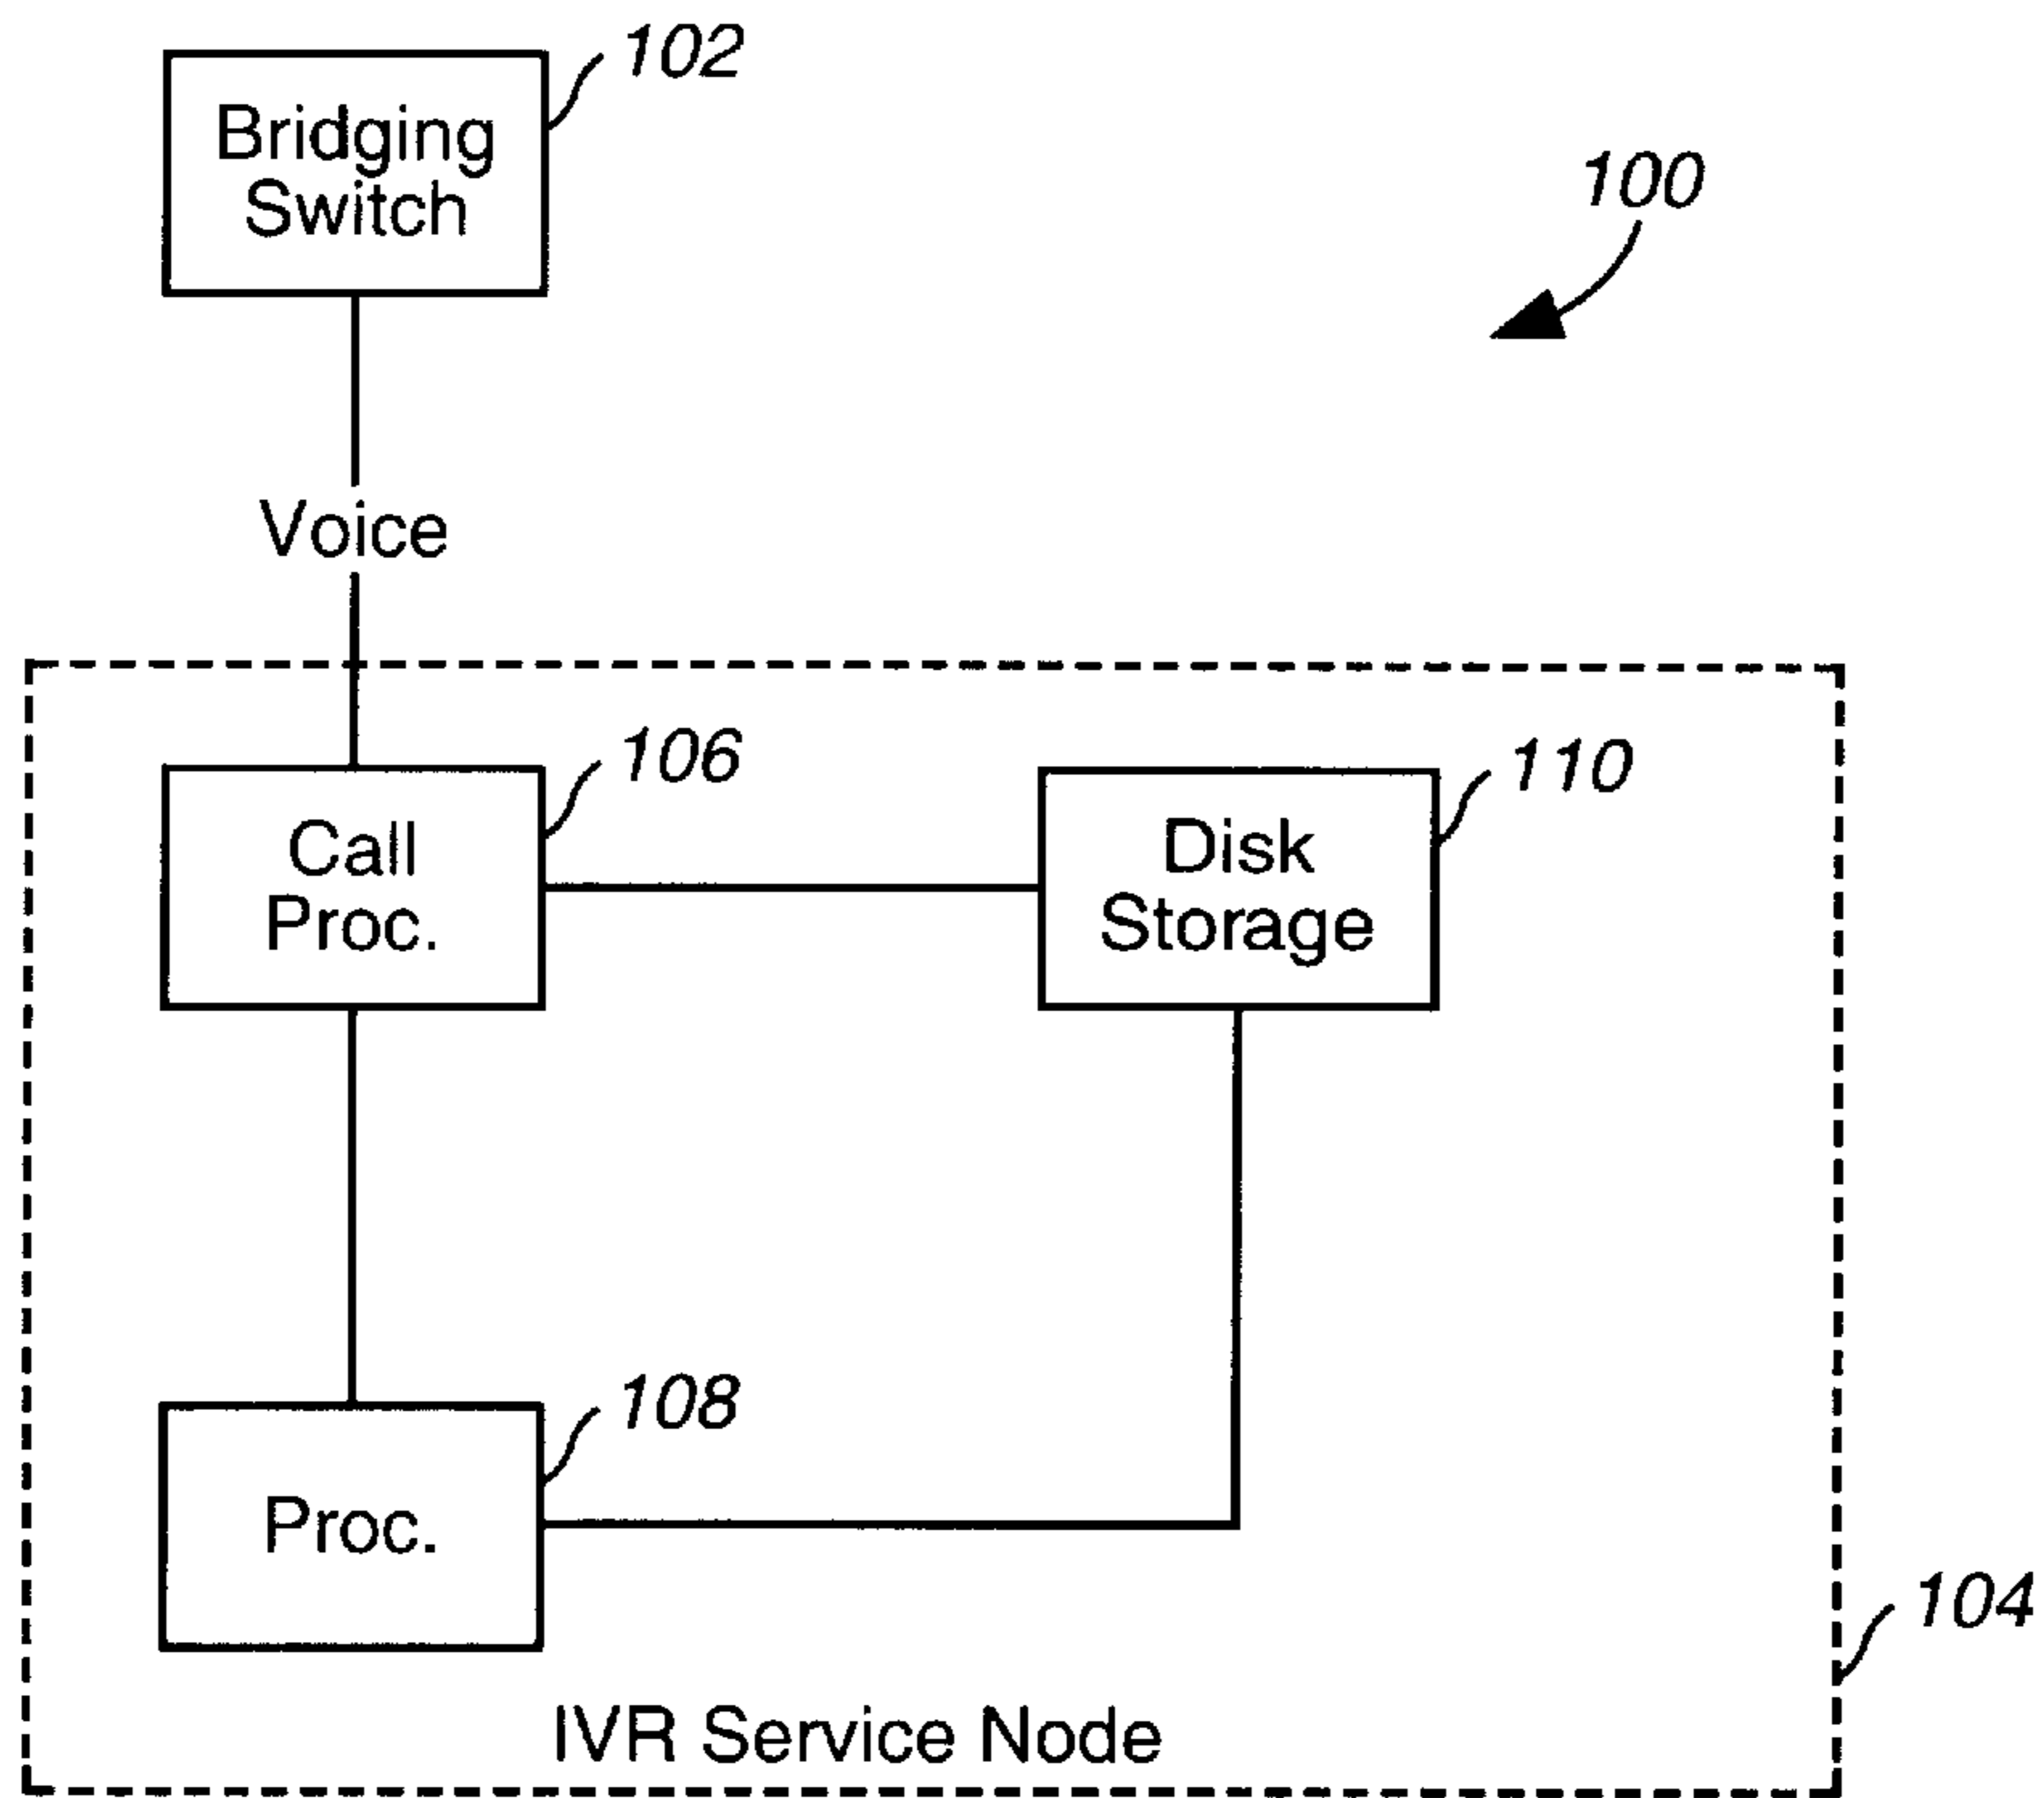 102
Bridging
Switch
100
Voice
106
110
Call
Proc.
Disk
Storage
108
Proc.
104
IVR Service Node